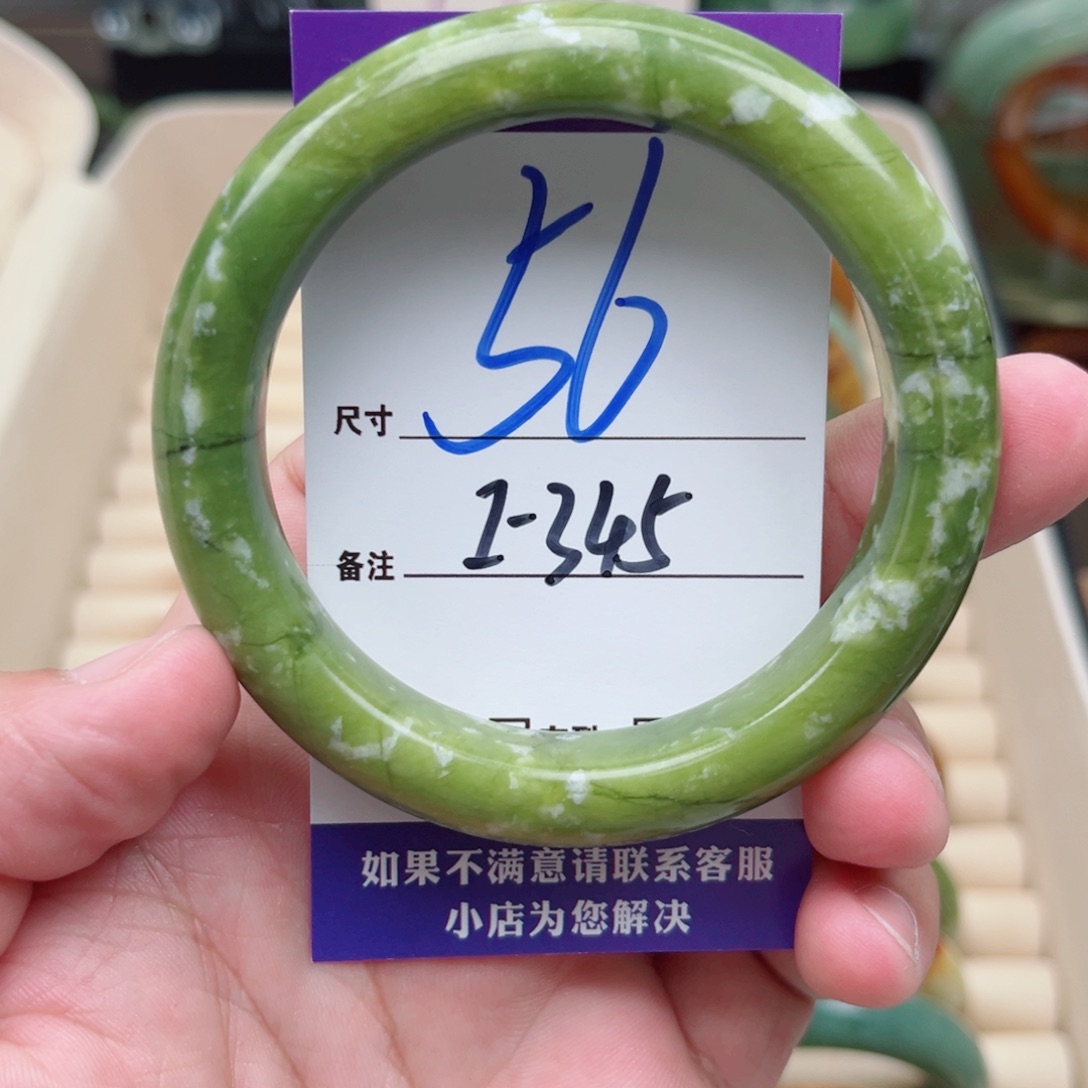 尺寸 56
备注 1-345
如果不满意请联系客服
小店为您解决